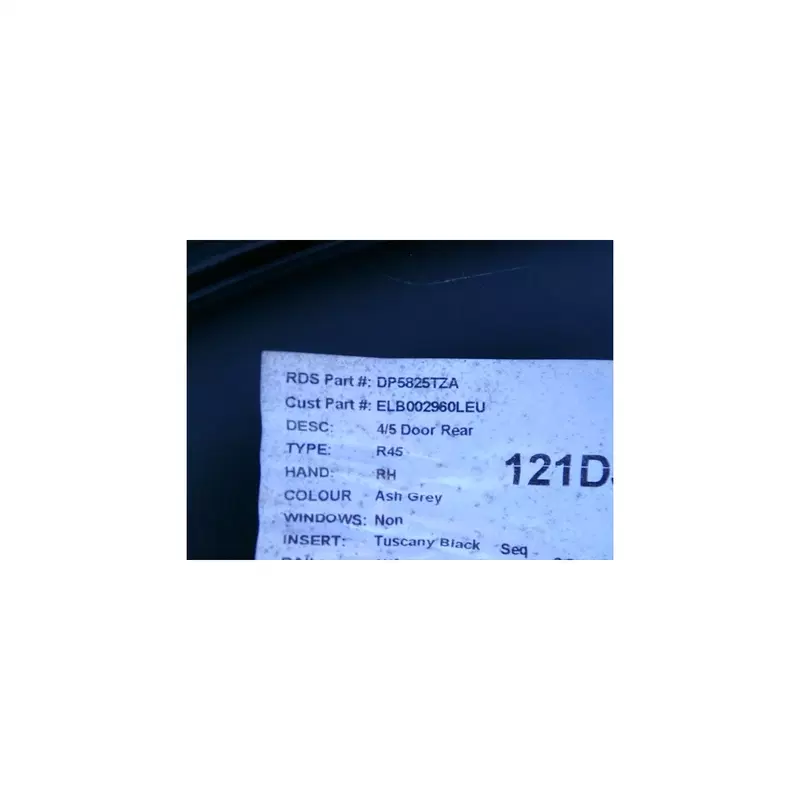 RDS Part #: DP5825TZA
Cust Part #: ELB002960LEU
DESC: 4/5 Door Rear
TYPE: R45
HAND: RH
121D
COLOUR Ash Grey
WINDOWS: Non
INSERT: Tuscany Black Seq